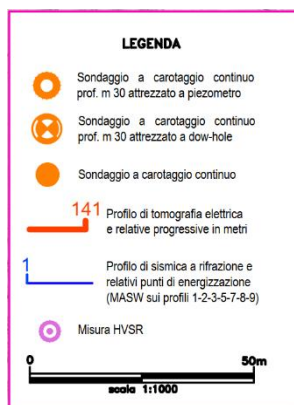 LEGENDA
Sondaggio a carotaggio continuo
prof. m 30 attrezzato a piezometro
Sondaggio a carotaggio continuo
prof. m 30 attrezzato a dow-hole
Sondaggio a carotaggio continuo
141
Profilo di tomografia elettrica
e relative progressive in metri
1
Profilo di sismica a rifrazione e
relativi punti di energizzazione
(MASW sui profili 1-2-3-5-7-8-9)
Misura HVSR
0 50m
scala 1:1000